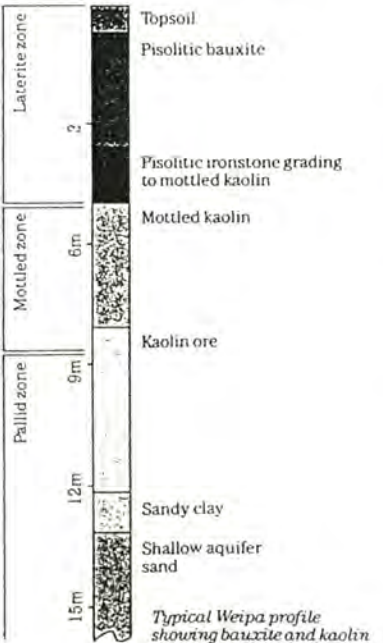 Laterite zone
Mottled zone
Pallid zone
2
6m
9m
12m
15m
Topsoil
Pisolitic bauxite
Pisolitic ironstone grading
to mottled kaolin
Mottled kaolin
Kaolin ore
Sandy clay
Shallow aquifer
sand
Typical Weipa profile
showing bauxite and kaolin